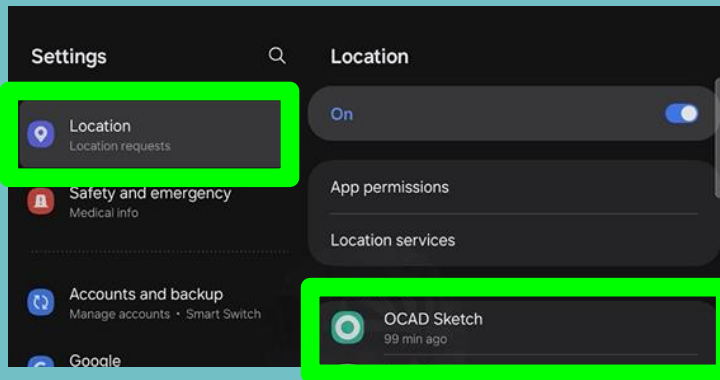 Settings
Location
Location requests
Safety and emergency
Medical info
Accounts and backup
Manage accounts • Smart Switch
Google
Location
On
App permissions
Location services
OCAD Sketch
99 min ago